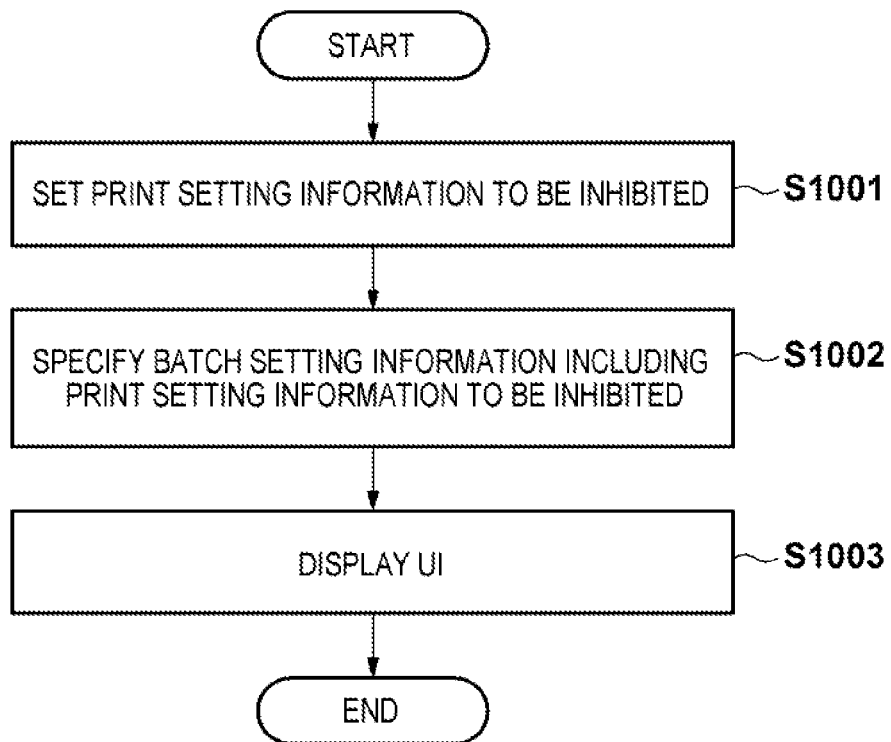 START
SET PRINT SETTING INFORMATION TO BE INHIBITED
S1001
SPECIFY BATCH SETTING INFORMATION INCLUDING
PRINT SETTING INFORMATION TO BE INHIBITED
S1002
DISPLAY UI
S1003
END